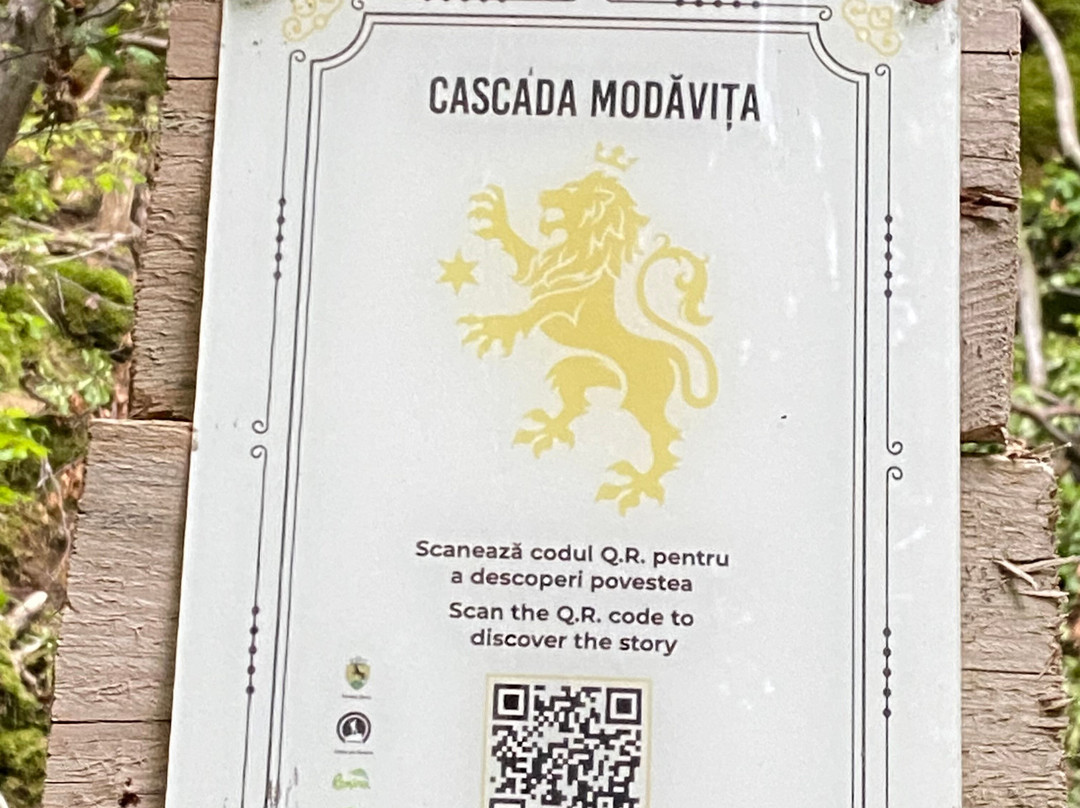 CASCADA MODĂVIȚA
Scanează codul Q.R. pentru
a descoperi povestea
Scan the Q.R. code to
discover the story